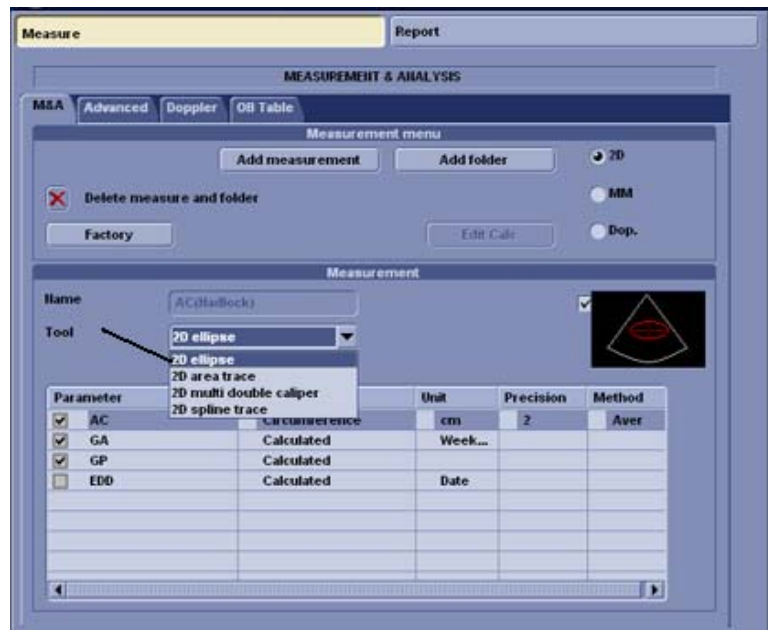 Measure Report
MEASUREMENT & ANALYSIS
M&A Advanced Doppler OB Table
Measurement menu
Add measurement Add folder 2D
Delete measure and folder MM
Factory Edit Calc Dop.
Measurement
Name AC(Hadlock)
Tool 2D ellipse
2D ellipse
2D area trace
2D multi double caliper
2D spline trace
Parameter Unit Precision Method
AC Circumference cm 2 Aver
GA Calculated Week...
GP Calculated
EDD Calculated Date